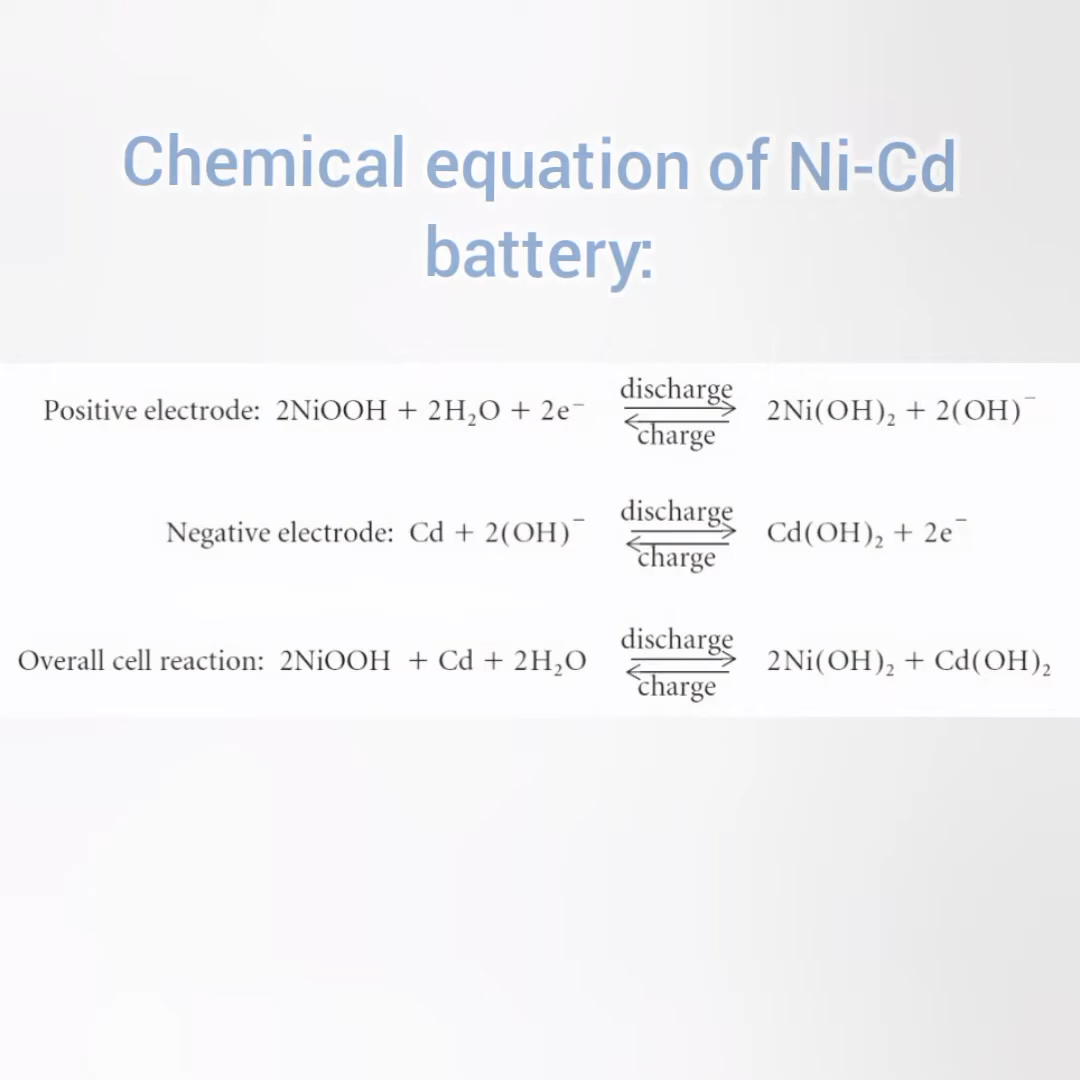 Chemical equation of Ni-Cd
battery:
Positive electrode: 2NiOOH + 2H₂O + 2e⁻ discharge ⇌ charge 2Ni(OH)₂ + 2(OH)⁻
Negative electrode: Cd + 2(OH)⁻ discharge ⇌ charge Cd(OH)₂ + 2e⁻
Overall cell reaction: 2NiOOH + Cd + 2H₂O discharge ⇌ charge 2Ni(OH)₂ + Cd(OH)₂